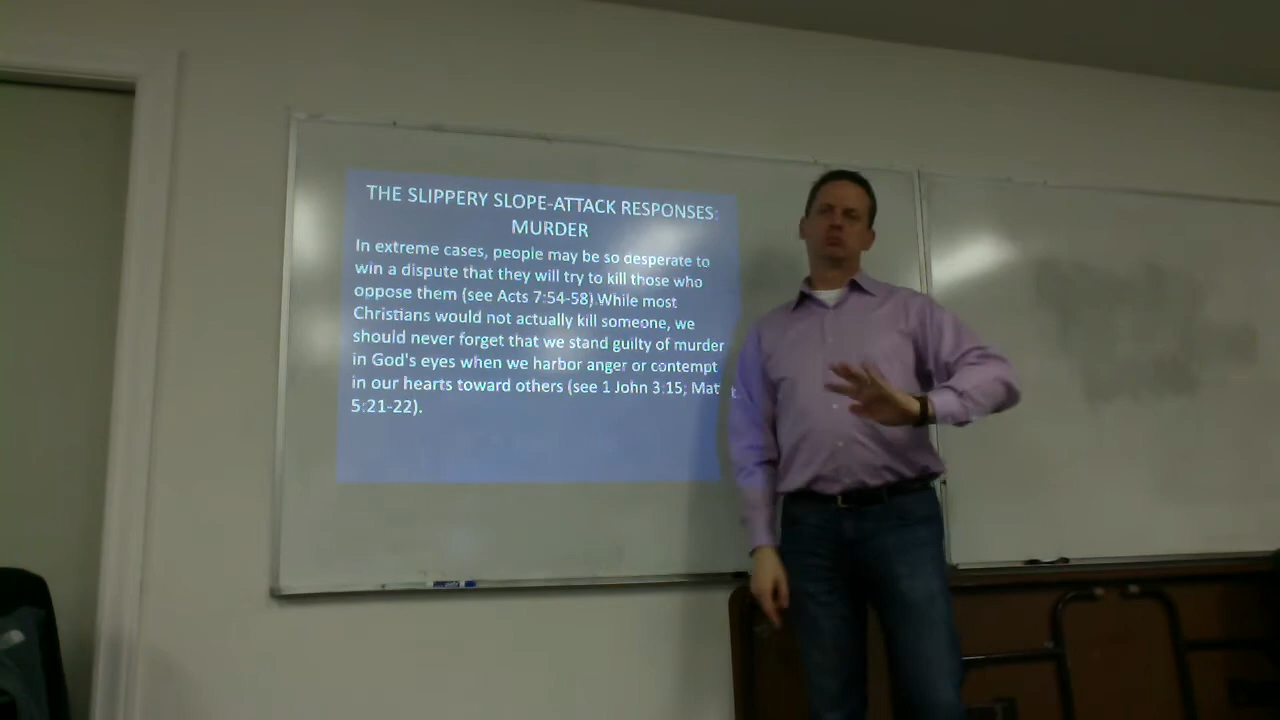 THE SLIPPERY SLOPE-ATTACK RESPONSES:
MURDER
In extreme cases, people may be so desperate to
win a dispute that they will try to kill those who
oppose them (see Acts 7:54-58).While most
Christians would not actually kill someone, we
should never forget that we stand guilty of murder
in God's eyes when we harbor anger or contempt
in our hearts toward others (see 1 John 3:15; Matt.
5:21-22).